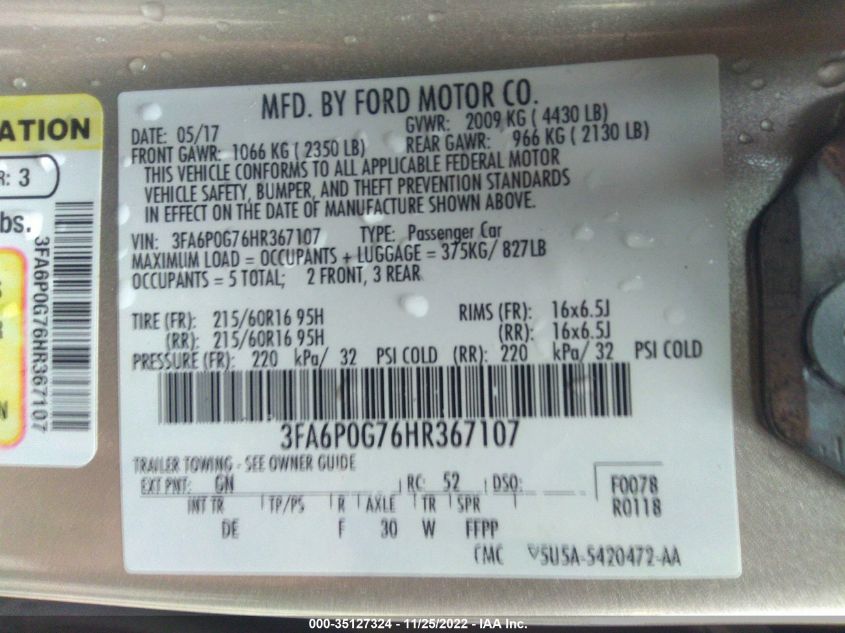 ATION
R: 3
bs.
3FA6P0G76HR367107
MFD. BY FORD MOTOR CO.
DATE: 05/17
GVWR: 2009 KG ( 4430 LB)
FRONT GAWR: 1066 KG ( 2350 LB)
REAR GAWR: 966 KG ( 2130 LB)
THIS VEHICLE CONFORMS TO ALL APPLICABLE FEDERAL MOTOR
VEHICLE SAFETY, BUMPER, AND THEFT PREVENTION STANDARDS
IN EFFECT ON THE DATE OF MANUFACTURE SHOWN ABOVE.
VIN: 3FA6P0G76HR367107 TYPE: Passenger Car
MAXIMUM LOAD = OCCUPANTS + LUGGAGE = 375KG/ 827LB
OCCUPANTS = 5 TOTAL; 2 FRONT, 3 REAR
TIRE (FR): 215/60R16 95H RIMS (FR): 16x6.5J
(RR): 215/60R16 95H (RR): 16x6.5J
PRESSURE (FR): 220 kPa/ 32 PSI COLD (RR): 220 kPa/ 32 PSI COLD
3FA6P0G76HR367107
TRAILER TOWING - SEE OWNER GUIDE
EXT PNT: GN RC: 52 DSO: F0078
R0118
INT TR TP/PS R AXLE TR SPR
DE F 30 W FFPP
CMC 5U5A-5420472-AA
000-35127324 - 11/25/2022 - IAA Inc.